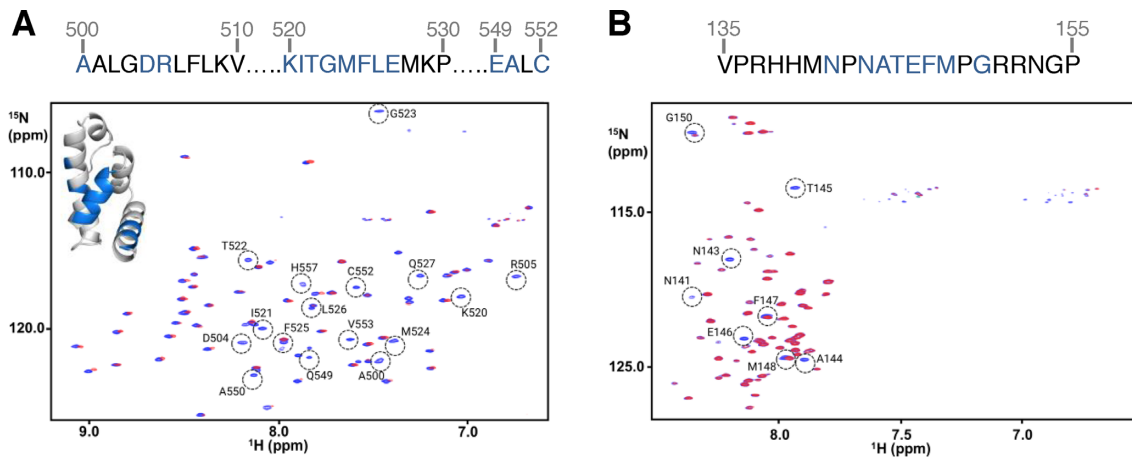 A
500
510
520
530
549
552
AALGDRLFLKV.....KITGMFLEMKP.....EALC
15N
(ppm)
110.0
120.0
G523
T522
H557
C552
Q527
R505
L526
K520
I521
D504
F525
V553
M524
A550
Q549
A500
9.0
8.0
7.0
1H (ppm)
B
135
155
VPRHHMNPNATEFMPGRRNGP
15N
(ppm)
115.0
125.0
G150
T145
N143
N141
F147
E146
M148
A144
8.0
7.5
7.0
1H (ppm)